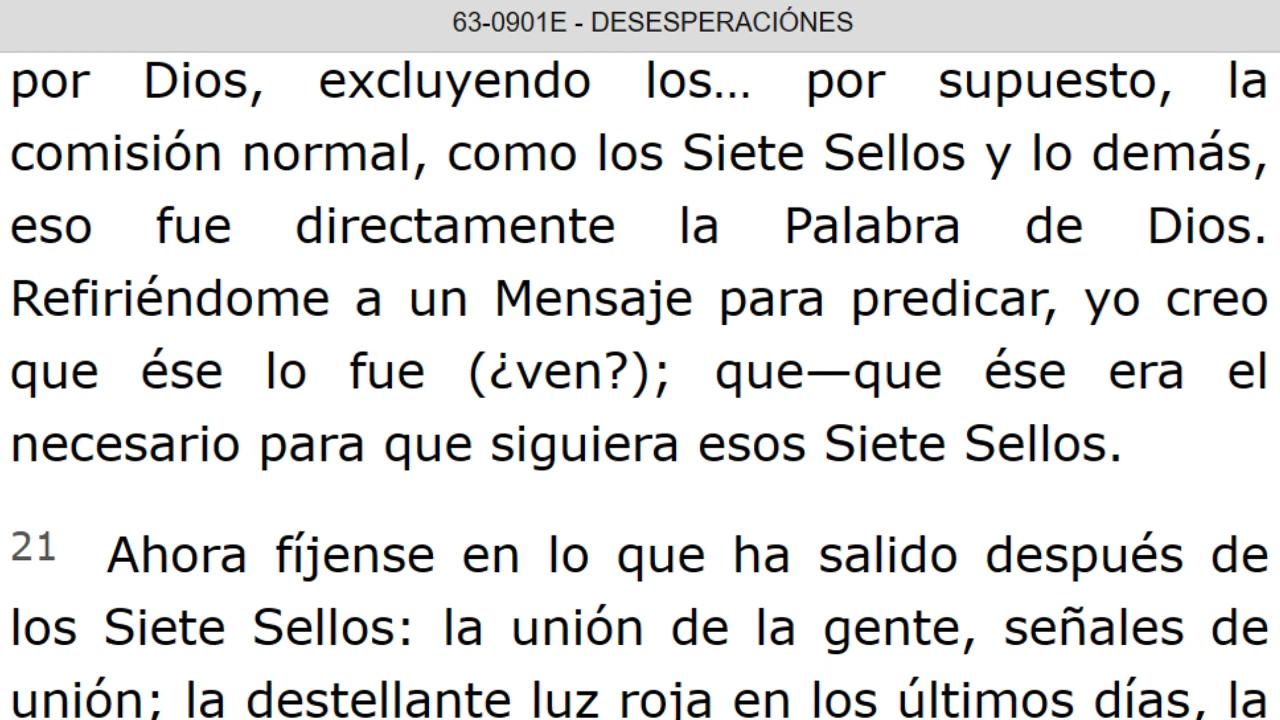 63-0901E - DESESPERACIÓNES
por Dios, excluyendo los… por supuesto, la
comisión normal, como los Siete Sellos y lo demás,
eso fue directamente la Palabra de Dios.
Refiriéndome a un Mensaje para predicar, yo creo
que ése lo fue (¿ven?); que—que ése era el
necesario para que siguiera esos Siete Sellos.
21 Ahora fíjense en lo que ha salido después de
los Siete Sellos: la unión de la gente, señales de
unión; la destellante luz roja en los últimos días, la